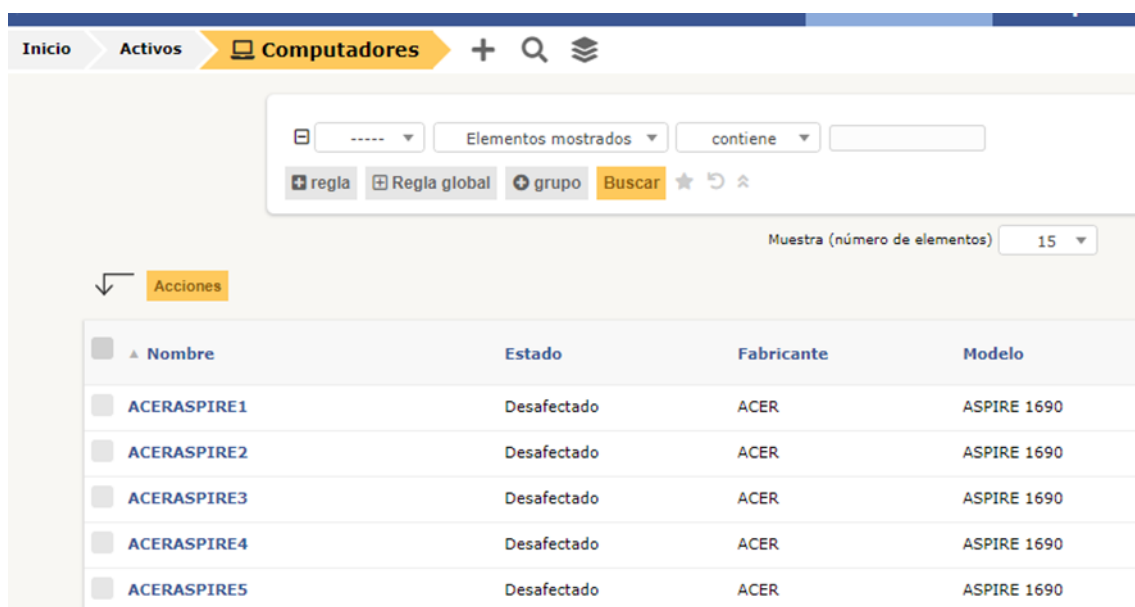 Inicio Activos Computadores
----- Elementos mostrados contiene
regla Regla global grupo Buscar
Muestra (número de elementos) 15
Acciones
Nombre Estado Fabricante Modelo
ACERASPIRE1 Desafectado ACER ASPIRE 1690
ACERASPIRE2 Desafectado ACER ASPIRE 1690
ACERASPIRE3 Desafectado ACER ASPIRE 1690
ACERASPIRE4 Desafectado ACER ASPIRE 1690
ACERASPIRE5 Desafectado ACER ASPIRE 1690